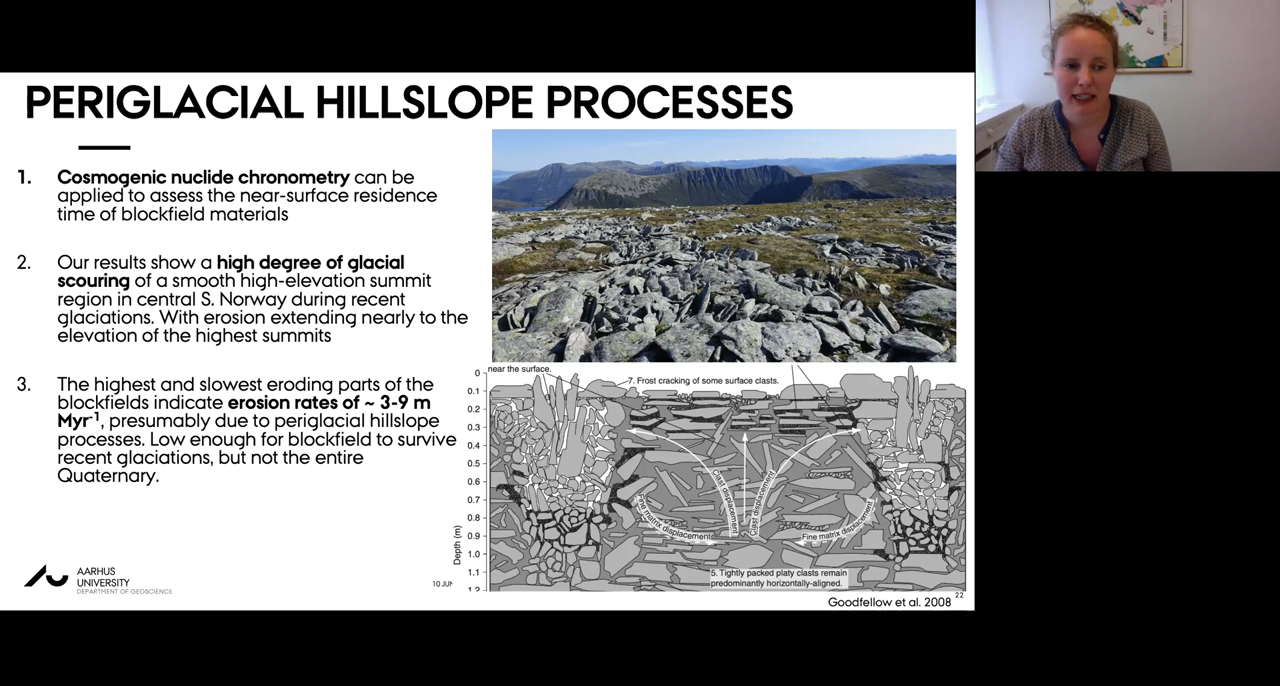 PERIGLACIAL HILLSLOPE PROCESSES
1. Cosmogenic nuclide chronometry can be
applied to assess the near-surface residence
time of blockfield materials
2. Our results show a high degree of glacial
scouring of a smooth high-elevation summit
region in central S. Norway during recent
glaciations. With erosion extending nearly to the
elevation of the highest summits
3. The highest and slowest eroding parts of the
blockfields indicate erosion rates of ~ 3-9 m
Myr-1, presumably due to periglacial hillslope
processes. Low enough for blockfield to survive
recent glaciations, but not the entire
Quaternary.
near the surface.
7. Frost cracking of some surface clasts.
0
0.1
0.2
0.3
0.4
0.5
0.6
0.7
0.8
0.9
1.0
1.1
1.2
Depth (m)
Clast displacement
Clast displacement
Fine matrix displacement
Fine matrix displacement
5. Tightly packed platy clasts remain
predominantly horizontally-aligned.
AARHUS
UNIVERSITY
DEPARTMENT OF GEOSCIENCE
10 JUN
22
Goodfellow et al. 2008